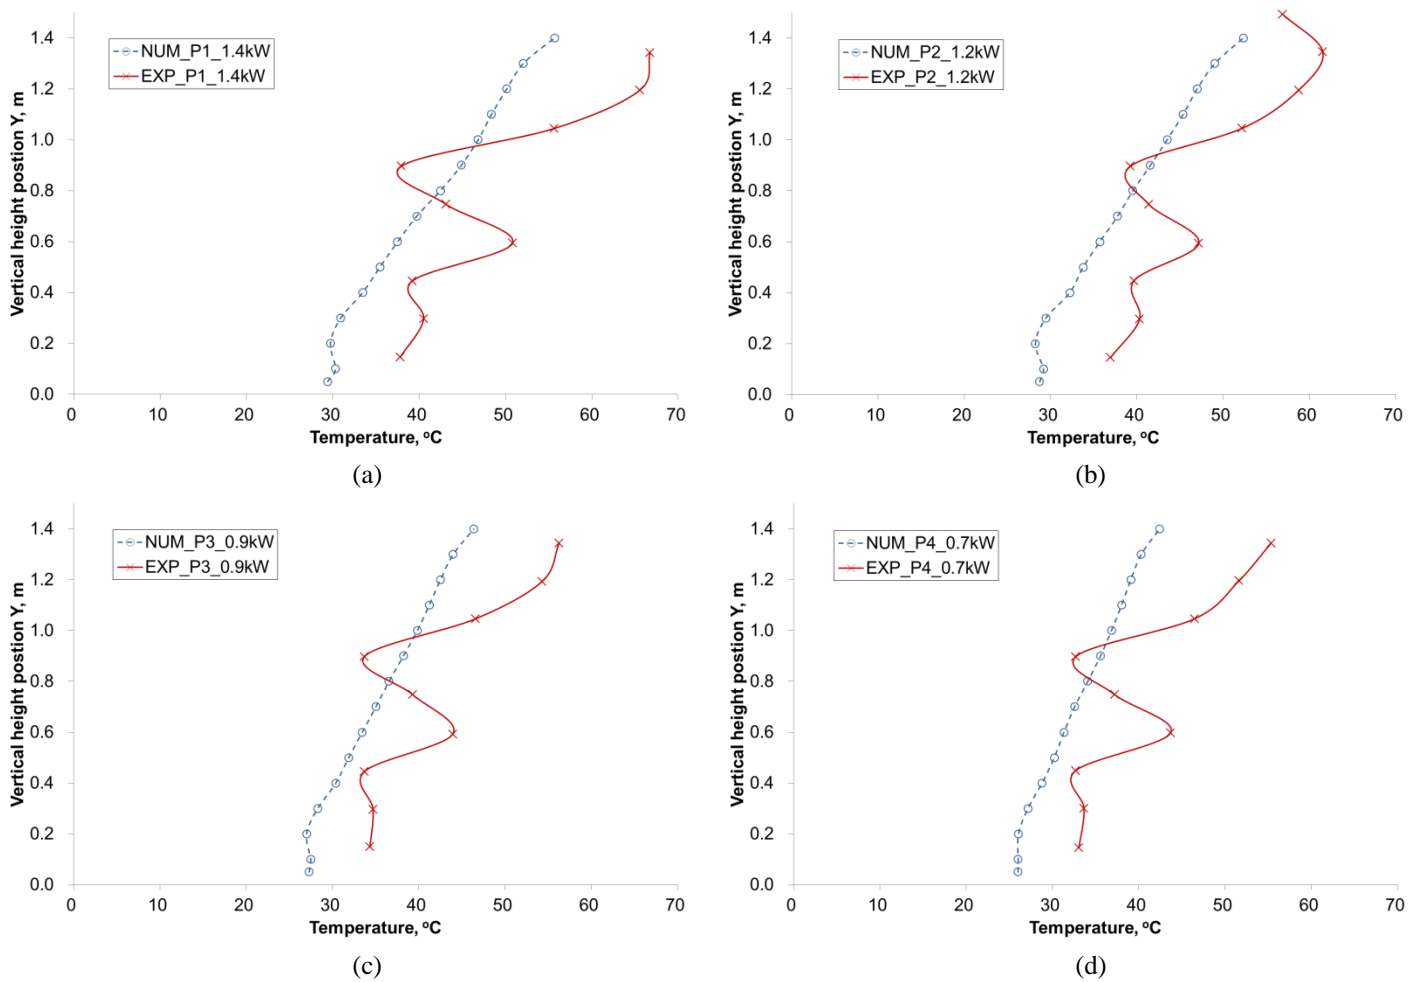 NUM_P1_1.4kW
EXP_P1_1.4kW
Vertical height postion Y, m
1.4
1.2
1.0
0.8
0.6
0.4
0.2
0.0
0 10 20 30 40 50 60 70
Temperature, °C
(a)
NUM_P2_1.2kW
EXP_P2_1.2kW
Vertical height postion Y, m
1.4
1.2
1.0
0.8
0.6
0.4
0.2
0.0
0 10 20 30 40 50 60 70
Temperature, °C
(b)
NUM_P3_0.9kW
EXP_P3_0.9kW
Vertical height postion Y, m
1.4
1.2
1.0
0.8
0.6
0.4
0.2
0.0
0 10 20 30 40 50 60 70
Temperature, °C
(c)
NUM_P4_0.7kW
EXP_P4_0.7kW
Vertical height postion Y, m
1.4
1.2
1.0
0.8
0.6
0.4
0.2
0.0
0 10 20 30 40 50 60 70
Temperature, °C
(d)